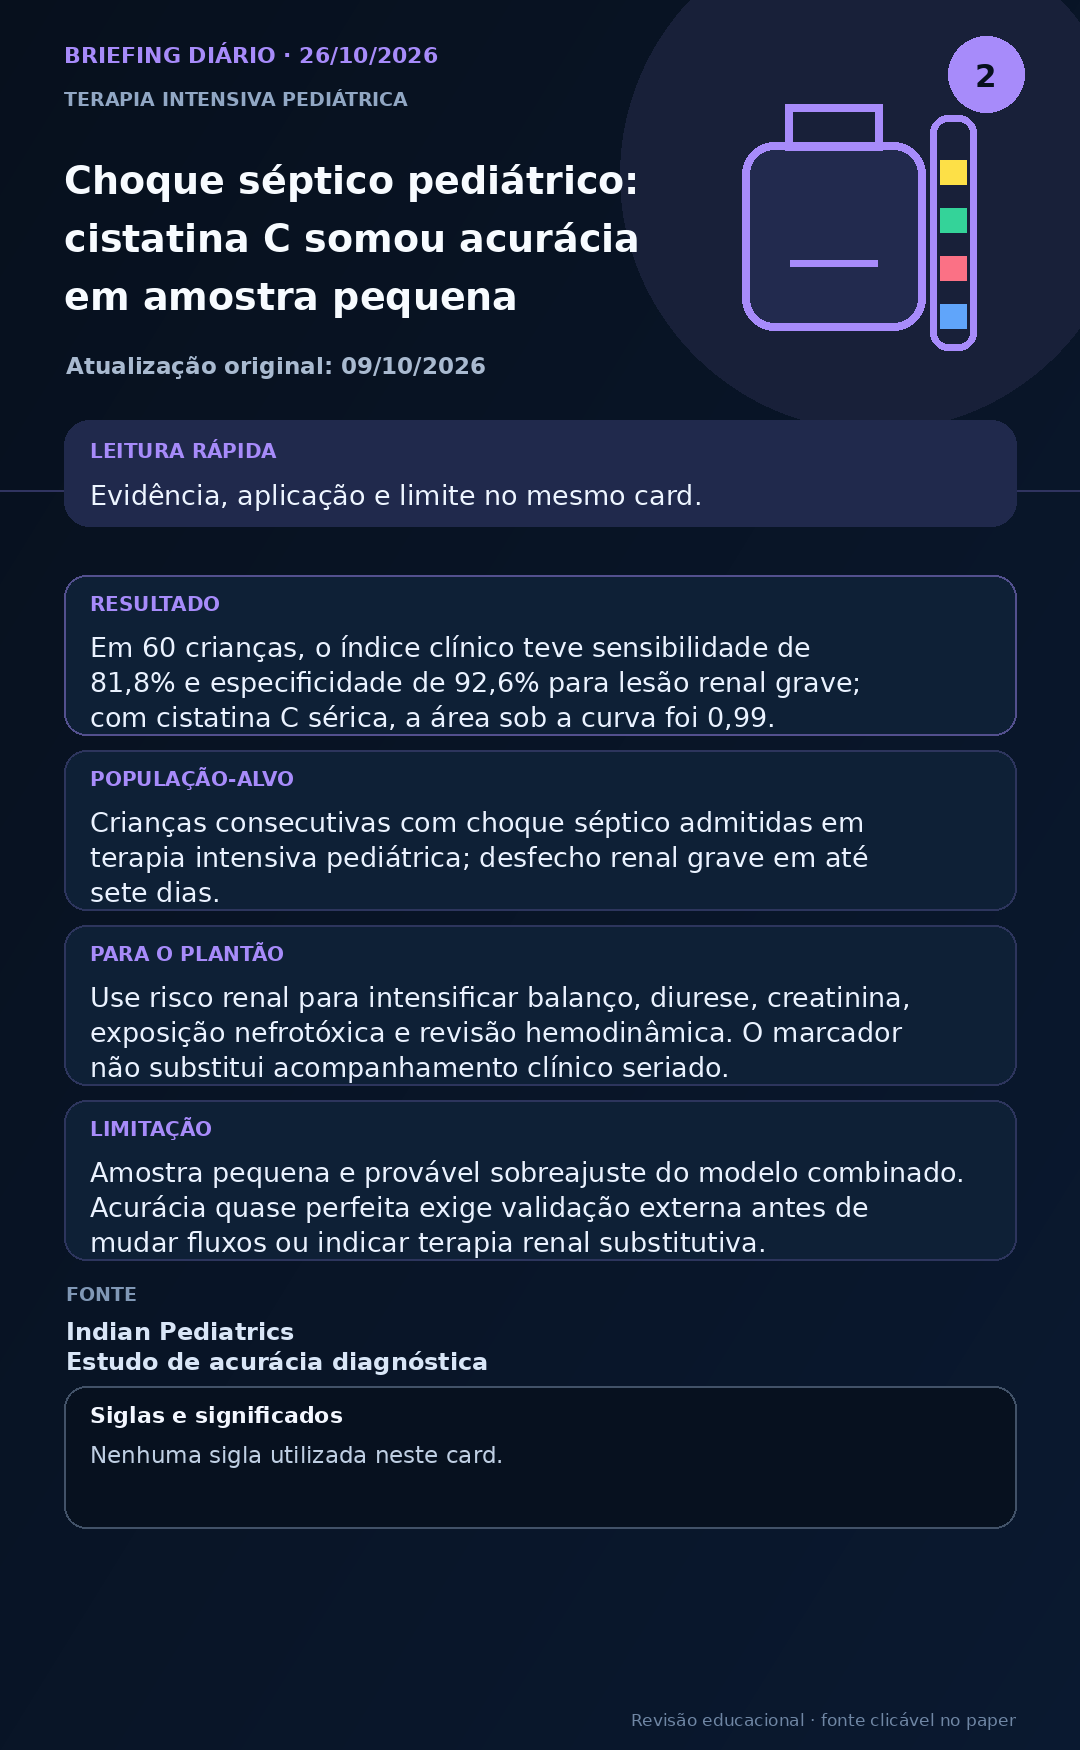 BRIEFING DIÁRIO · 26/10/2026
2
TERAPIA INTENSIVA PEDIÁTRICA
Choque séptico pediátrico:
cistatina C somou acurácia
em amostra pequena
Atualização original: 09/10/2026
LEITURA RÁPIDA
Evidência, aplicação e limite no mesmo card.
RESULTADO
Em 60 crianças, o índice clínico teve sensibilidade de
81,8% e especificidade de 92,6% para lesão renal grave;
com cistatina C sérica, a área sob a curva foi 0,99.
POPULAÇÃO-ALVO
Crianças consecutivas com choque séptico admitidas em
terapia intensiva pediátrica; desfecho renal grave em até
sete dias.
PARA O PLANTÃO
Use risco renal para intensificar balanço, diurese, creatinina,
exposição nefrotóxica e revisão hemodinâmica. O marcador
não substitui acompanhamento clínico seriado.
LIMITAÇÃO
Amostra pequena e provável sobreajuste do modelo combinado.
Acurácia quase perfeita exige validação externa antes de
mudar fluxos ou indicar terapia renal substitutiva.
FONTE
Indian Pediatrics
Estudo de acurácia diagnóstica
Siglas e significados
Nenhuma sigla utilizada neste card.
Revisão educacional · fonte clicável no paper